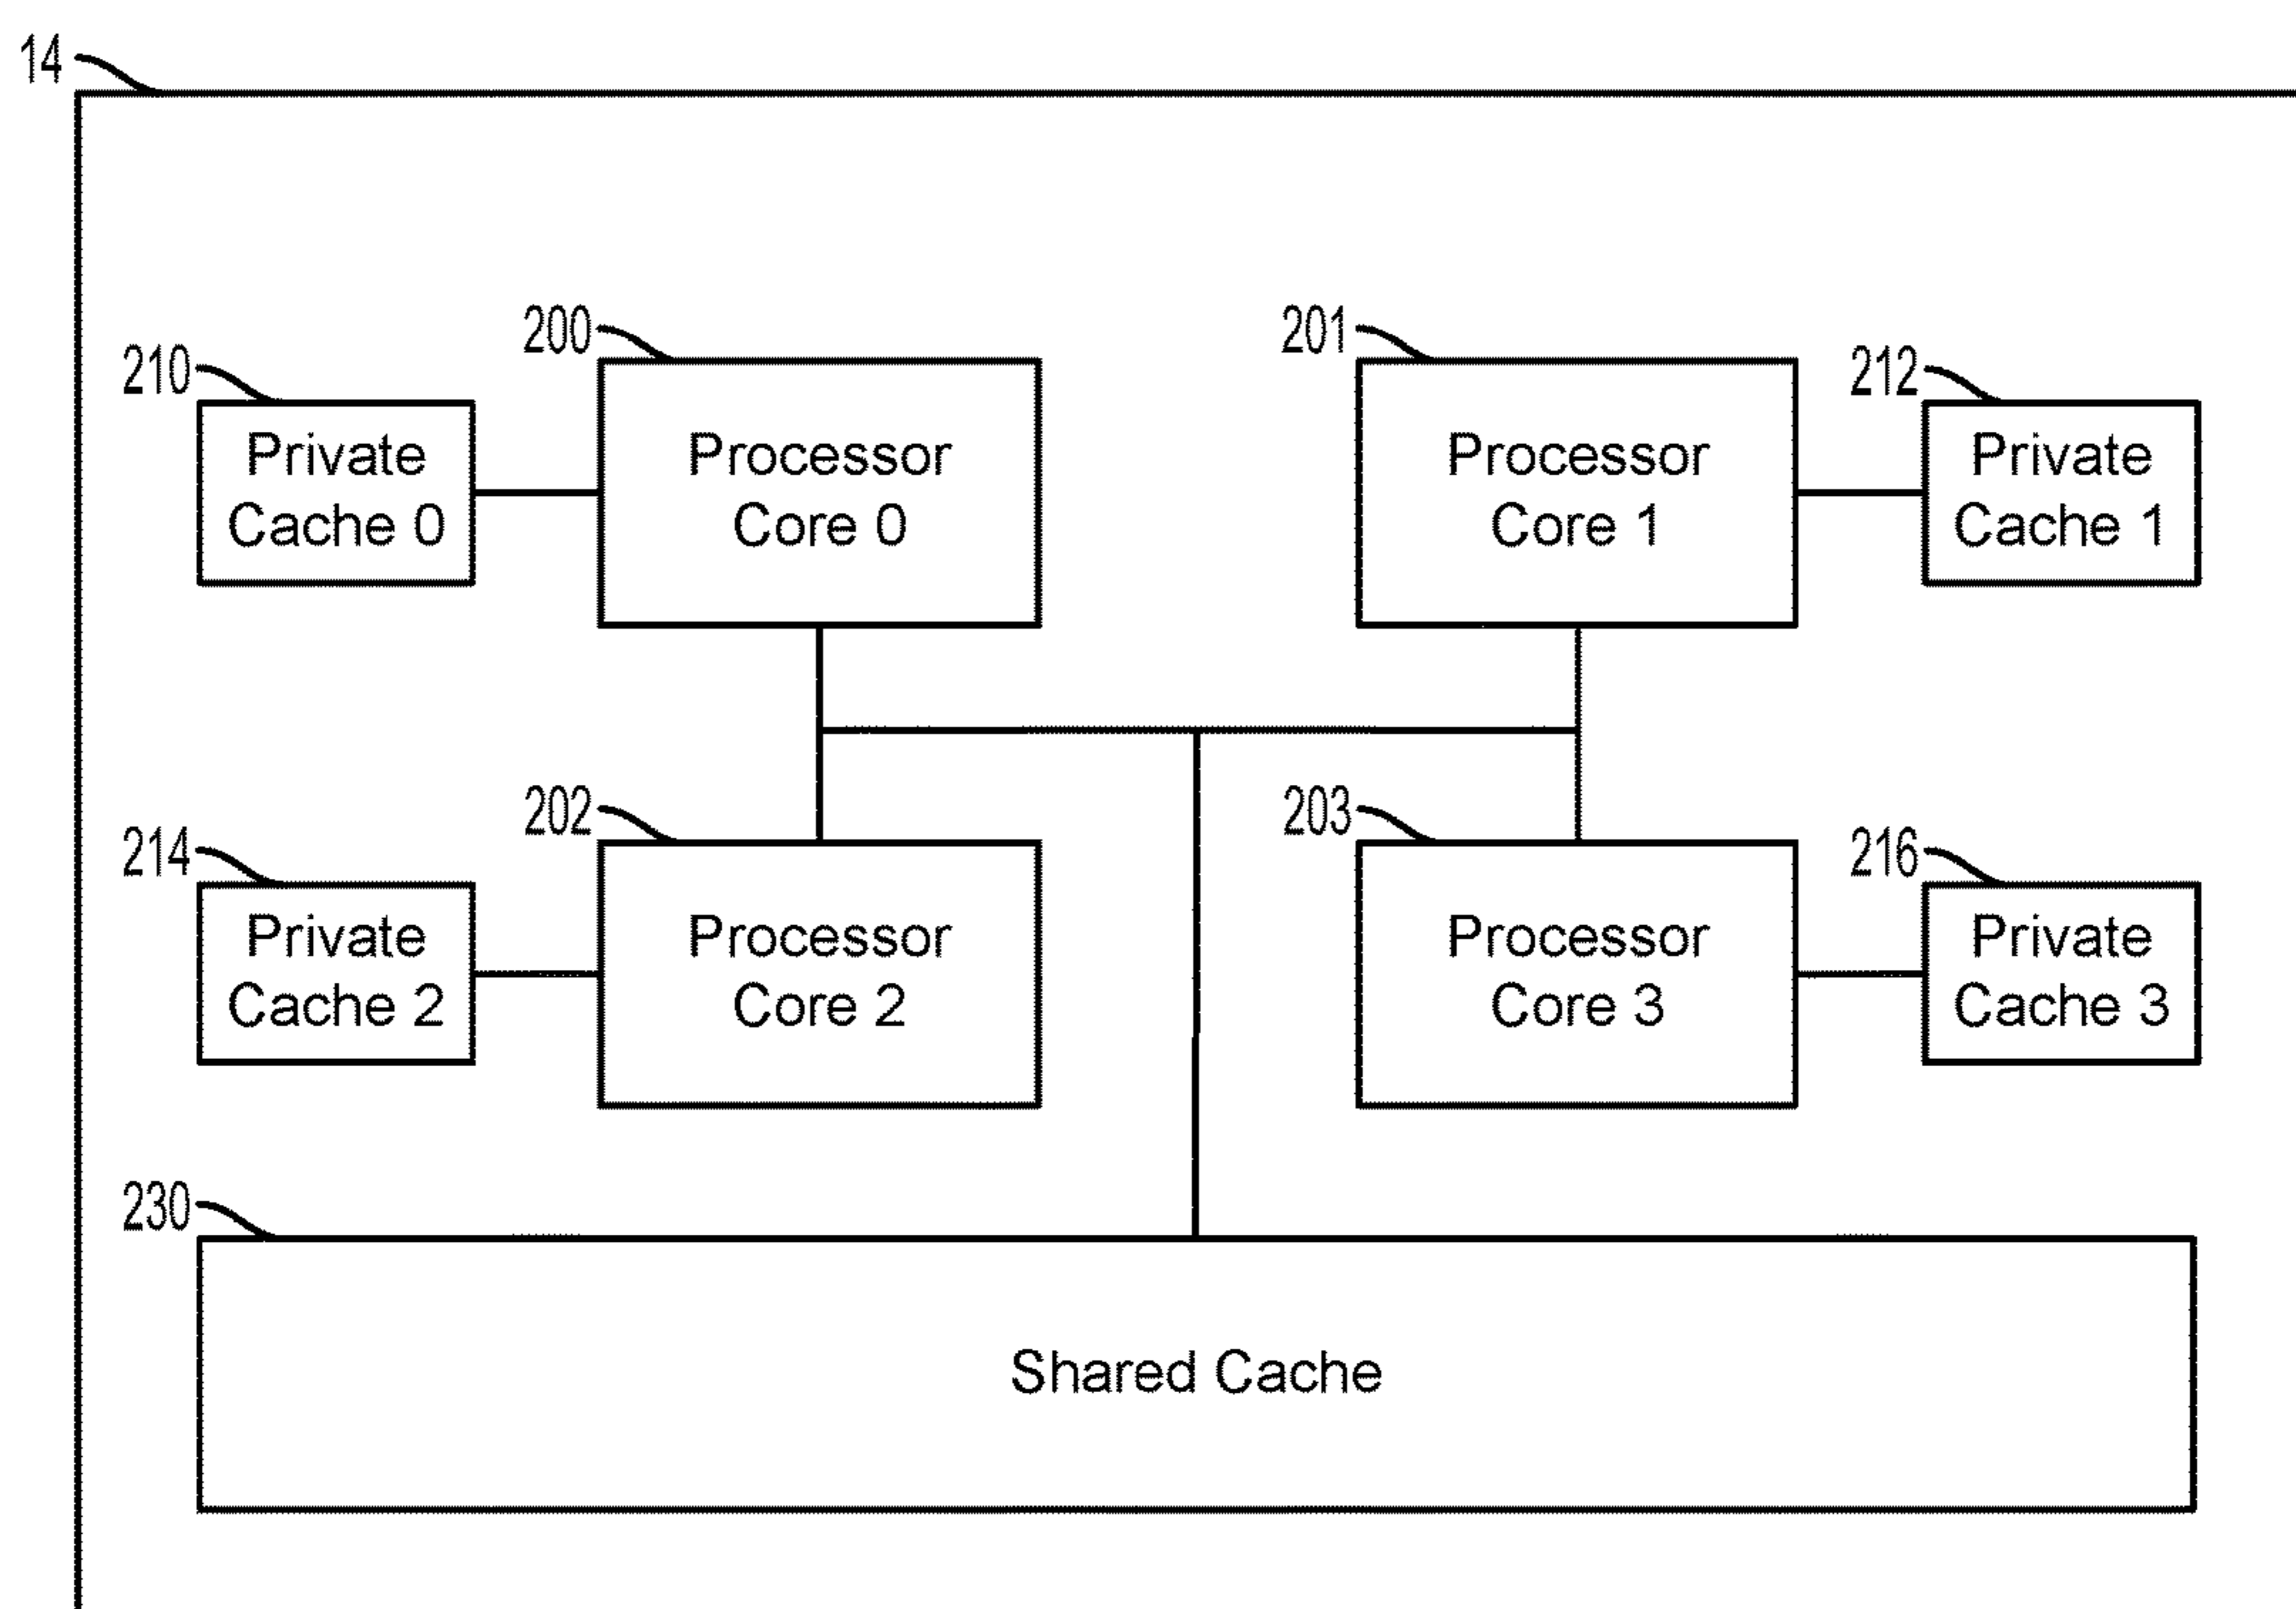 14
200
201
210
212
Private
Cache 0
Processor
Core 0
Processor
Core 1
Private
Cache 1
202
203
214
216
Private
Cache 2
Processor
Core 2
Processor
Core 3
Private
Cache 3
230
Shared Cache